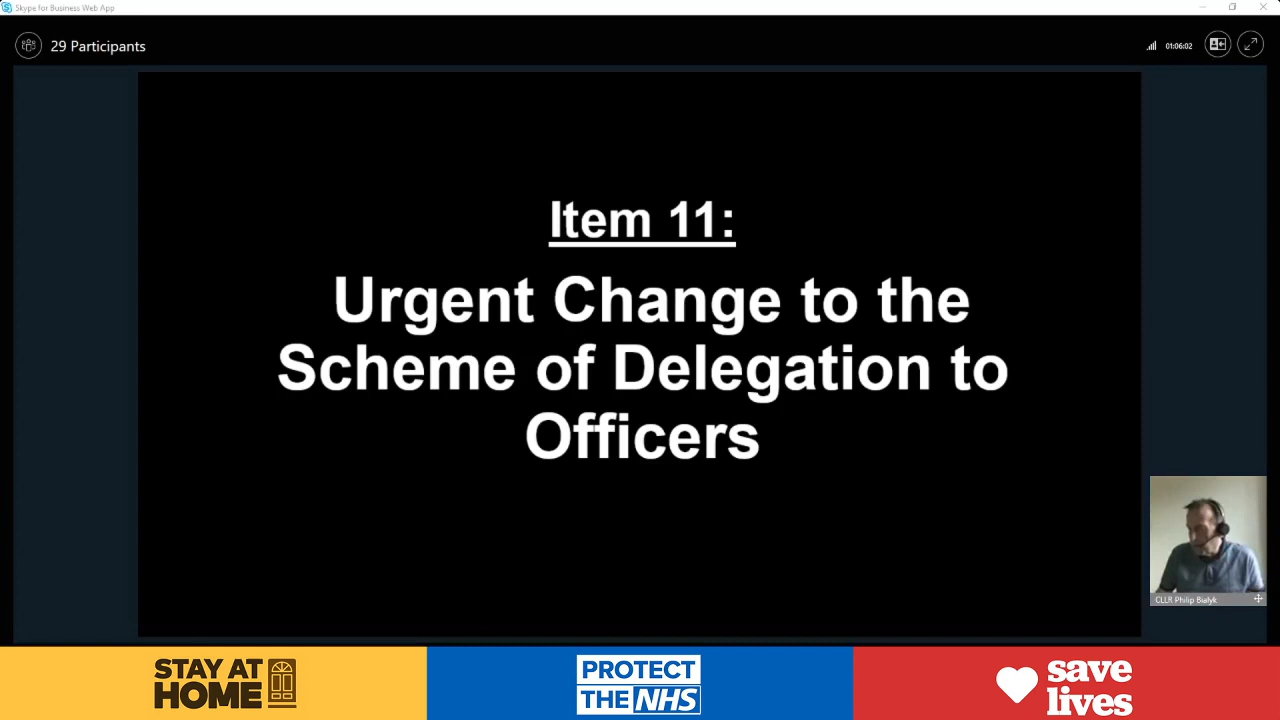 Skype for Business Web App
29 Participants
01:06:02
Item 11:
Urgent Change to the
Scheme of Delegation to
Officers
CLLR Philip Bialyk
STAY AT
HOME
PROTECT
THE NHS
save
lives